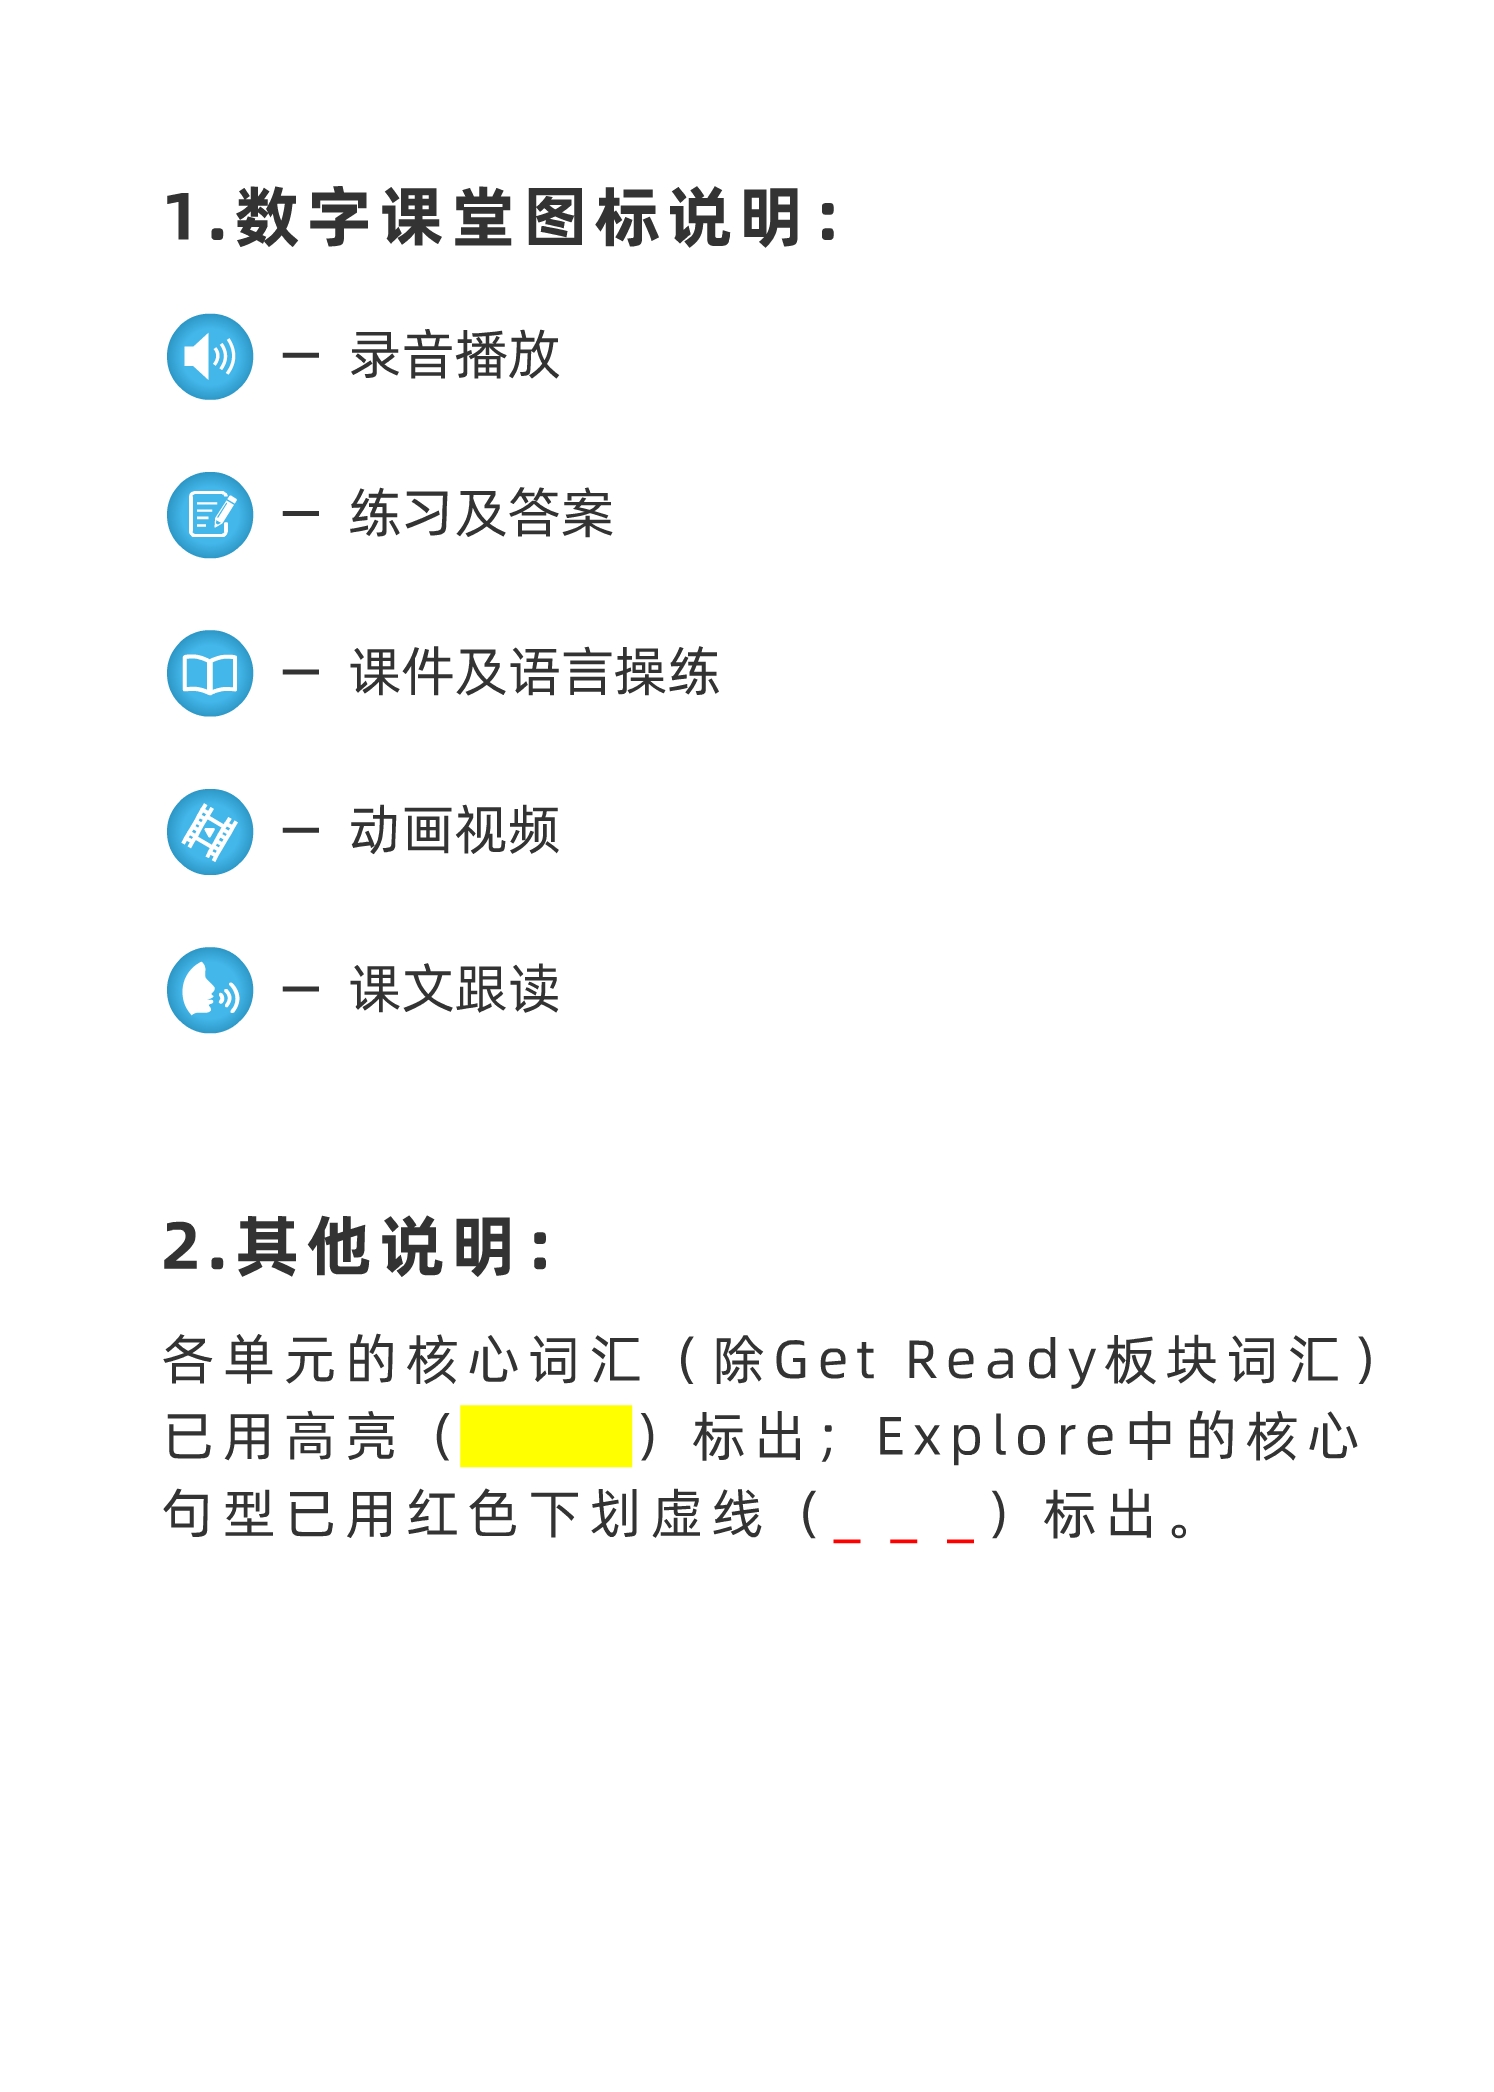 1.数字课堂图标说明：
— 录音播放
— 练习及答案
— 课件及语言操练
— 动画视频
— 课文跟读
2.其他说明：
各单元的核心词汇（除Get Ready板块词汇）
已用高亮（）标出；Explore中的核心
句型已用红色下划虚线（_ _ _）标出。